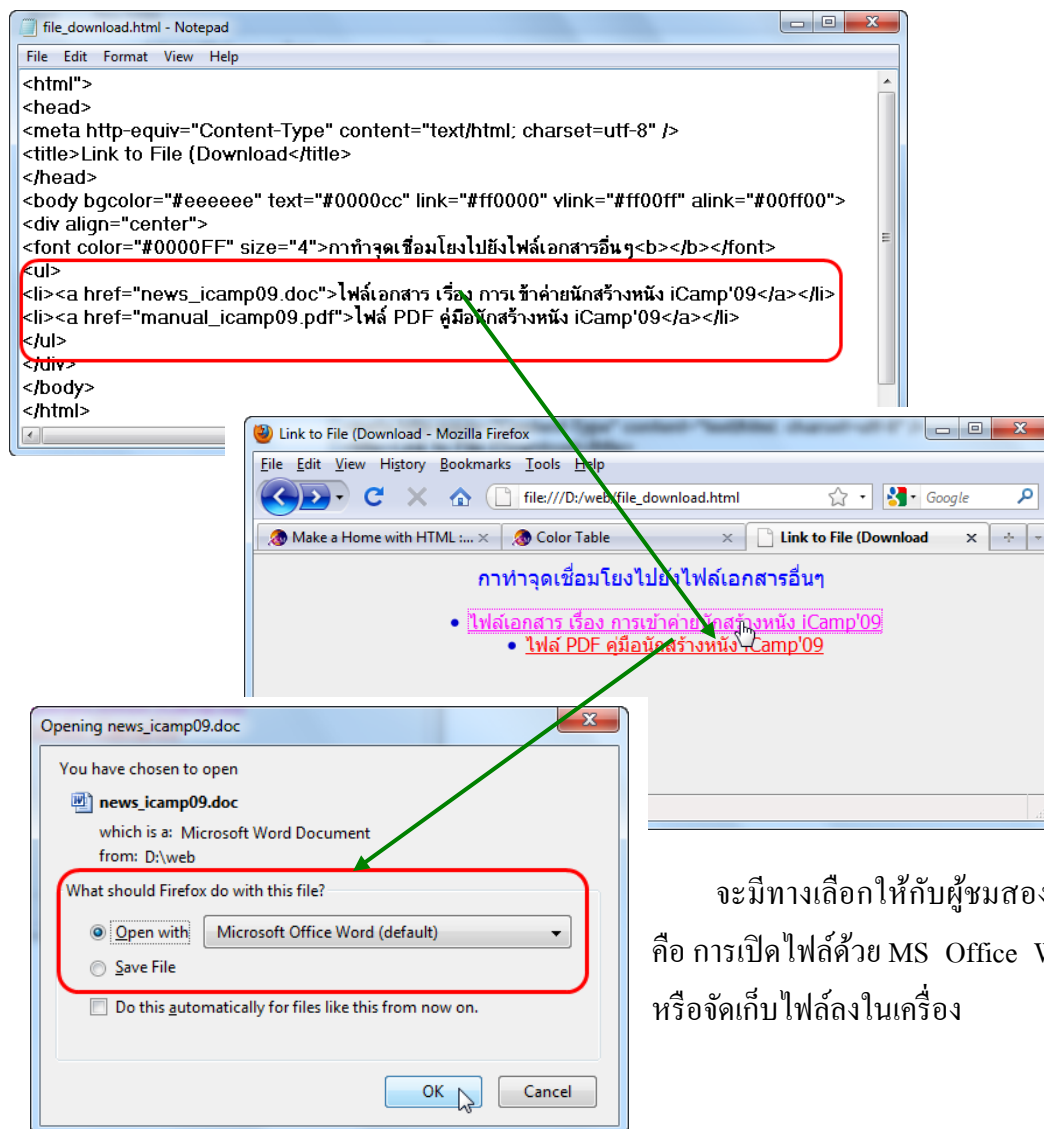 file_download.html - Notepad
File Edit Format View Help
<html">
<head>
<meta http-equiv="Content-Type" content="text/html; charset=utf-8" />
<title>Link to File (Download</title>
</head>
<body bgcolor="#eeeeee" text="#0000cc" link="#ff0000" vlink="#ff00ff" alink="#00ff00">
<div align="center">
<font color="#0000FF" size="4">กาทำจุดเชื่อมโยงไปยังไฟล์เอกสารอื่นๆ<b></b></font>
<ul>
<li><a href="news_icamp09.doc">ไฟล์เอกสาร เรื่อง การเข้าค่ายนักสร้างหนัง iCamp'09</a></li>
<li><a href="manual_icamp09.pdf">ไฟล์ PDF คู่มือนักสร้างหนัง iCamp'09</a></li>
</ul>
</div>
</body>
</html>
Link to File (Download - Mozilla Firefox
File Edit View History Bookmarks Tools Help
file:///D:/web/file_download.html
Google
Make a Home with HTML :...
Color Table
Link to File (Download
กาทำจุดเชื่อมโยงไปยังไฟล์เอกสารอื่นๆ
ไฟล์เอกสาร เรื่อง การเข้าค่ายนักสร้างหนัง iCamp'09
ไฟล์ PDF คู่มือนักสร้างหนัง iCamp'09
Opening news_icamp09.doc
You have chosen to open
news_icamp09.doc
which is a: Microsoft Word Document
from: D:\web
What should Firefox do with this file?
Open with Microsoft Office Word (default)
Save File
Do this automatically for files like this from now on.
OK Cancel
จะมีทางเลือกให้กับผู้ชมสอง
คือ การเปิดไฟล์ด้วย MS Office
หรือจัดเก็บไฟล์ลงในเครื่อง